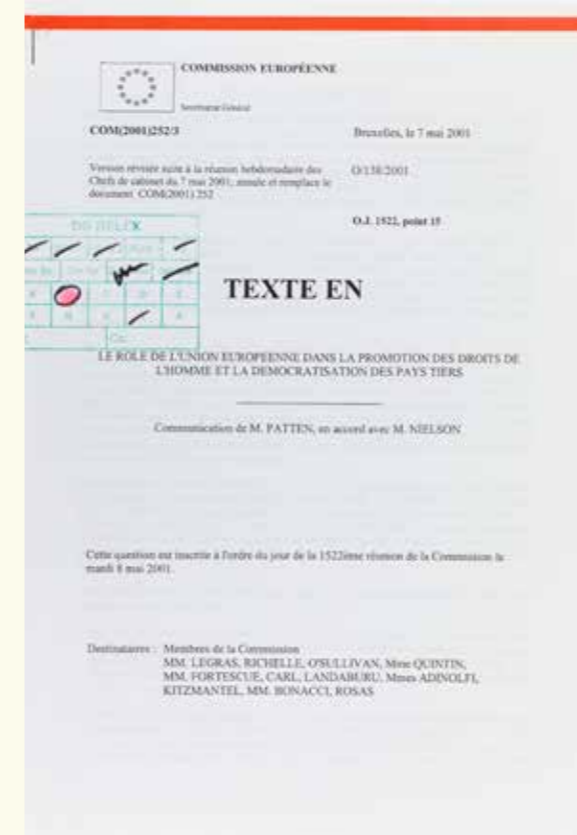 COMMISSION EUROPÉENNE
Secrétariat Général
COM(2001)252/3
Bruxelles, le 7 mai 2001
Version révisée suite à la réunion hebdomadaire des
Chefs de cabinet du 7 mai 2001, annule et remplace le
document COM(2001) 252
O/138/2001
O.J. 1522, point 15
DG RELEX
TEXTE EN
LE ROLE DE L'UNION EUROPEENNE DANS LA PROMOTION DES DROITS DE
L'HOMME ET LA DEMOCRATISATION DES PAYS TIERS
Communication de M. PATTEN, en accord avec M. NIELSON
Cette question est inscrite à l'ordre du jour de la 1522ième réunion de la Commission le
mardi 8 mai 2001.
Destinataires : Membres de la Commission
MM. LEGRAS, RICHELLE, O'SULLIVAN, Mme QUINTIN,
MM. FORTESCUE, CARL, LANDABURU, Mmes ADINOLFI,
KITZMANTEL, MM. BONACCI, ROSAS